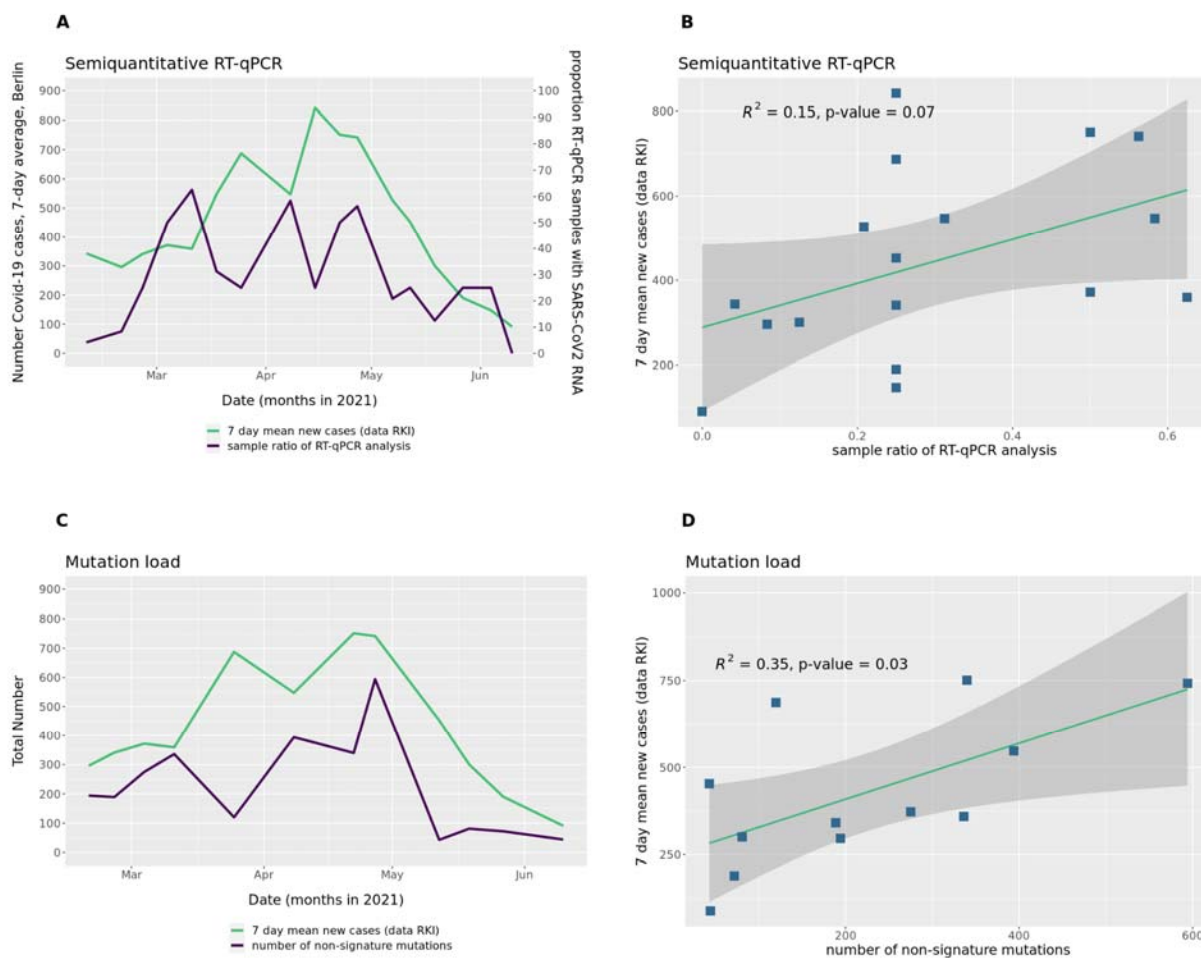 A
Semiquantitative RT-qPCR
Number Covid-19 cases, 7-day average, Berlin
900
800
700
600
500
400
300
200
100
0
100
90
80
70
60
50
40
30
20
10
0
proportion RT-qPCR samples with SARS-CoV2 RNA
Mar Apr May Jun
Date (months in 2021)
7 day mean new cases (data RKI)
sample ratio of RT-qPCR analysis
B
Semiquantitative RT-qPCR
7 day mean new cases (data RKI)
800
600
400
200
R² = 0.15, p-value = 0.07
0.0 0.2 0.4 0.6
sample ratio of RT-qPCR analysis
C
Mutation load
Total Number
900
800
700
600
500
400
300
200
100
0
Mar Apr May Jun
Date (months in 2021)
7 day mean new cases (data RKI)
number of non-signature mutations
D
Mutation load
7 day mean new cases (data RKI)
1000
750
500
250
R² = 0.35, p-value = 0.03
200 400 600
number of non-signature mutations